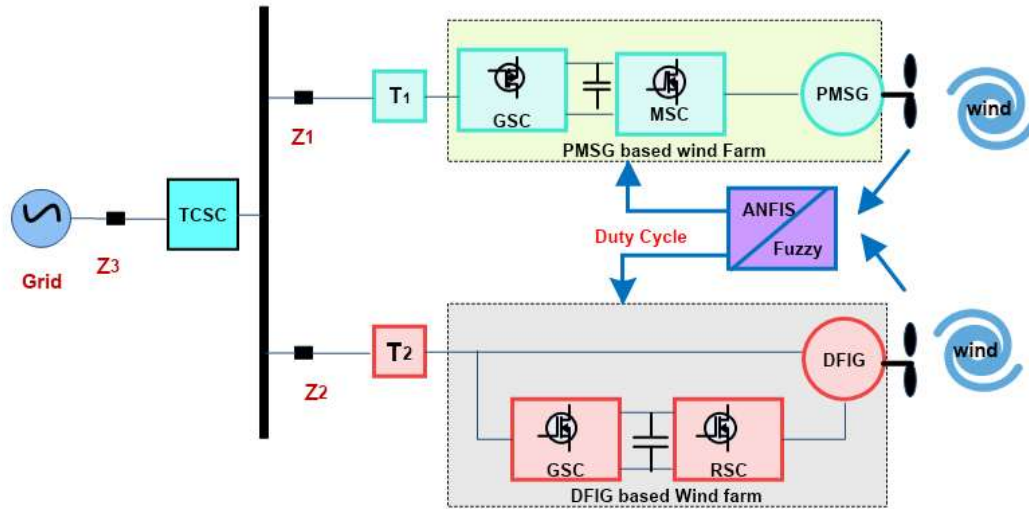 T1
GSC
MSC
PMSG
wind
PMSG based wind Farm
Z1
TCSC
Grid
Z3
ANFIS
Fuzzy
Duty Cycle
T2
Z2
DFIG
wind
GSC
RSC
DFIG based Wind farm